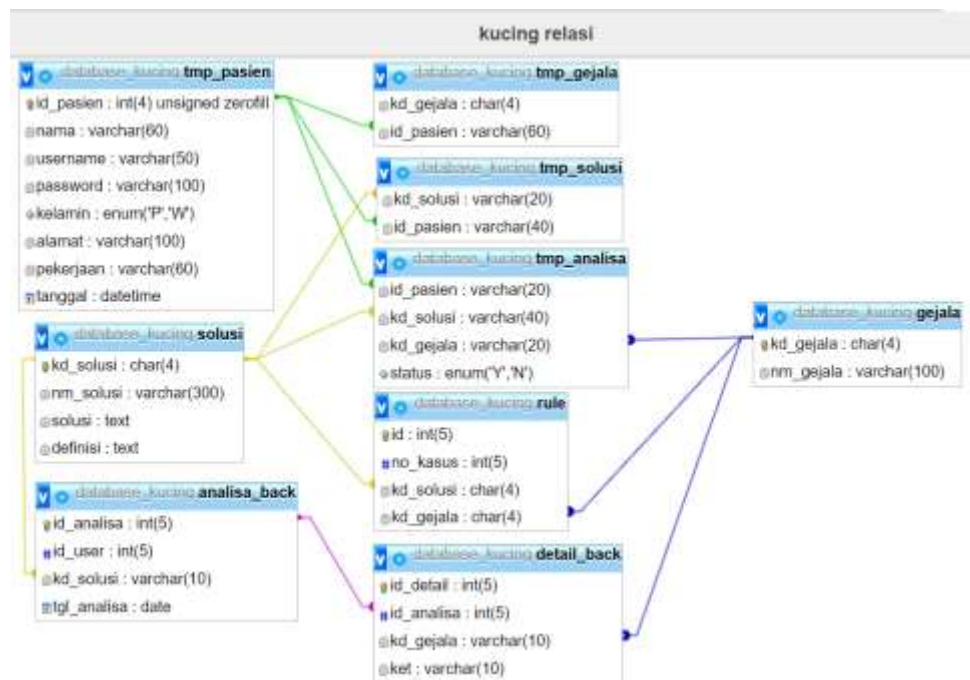 kucing relasi
database_kucing tmp_pasien
id_pasien : int(4) unsigned zerofill
nama : varchar(60)
username : varchar(50)
password : varchar(100)
kelamin : enum('P','W')
alamat : varchar(100)
pekerjaan : varchar(60)
tanggal : datetime
database_kucing solusi
kd_solusi : char(4)
nm_solusi : varchar(300)
solusi : text
definisi : text
database_kucing analisa_back
id_analisa : int(5)
id_user : int(5)
kd_solusi : varchar(10)
tgl_analisa : date
database_kucing tmp_gejala
kd_gejala : char(4)
id_pasien : varchar(60)
database_kucing tmp_solusi
kd_solusi : varchar(20)
id_pasien : varchar(40)
database_kucing tmp_analisa
id_pasien : varchar(20)
kd_solusi : varchar(40)
kd_gejala : varchar(20)
status : enum('Y','N')
database_kucing rule
id : int(5)
no_kasus : int(5)
kd_solusi : char(4)
kd_gejala : char(4)
database_kucing detail_back
id_detail : int(5)
id_analisa : int(5)
kd_gejala : varchar(10)
ket : varchar(10)
database_kucing gejala
kd_gejala : char(4)
nm_gejala : varchar(100)